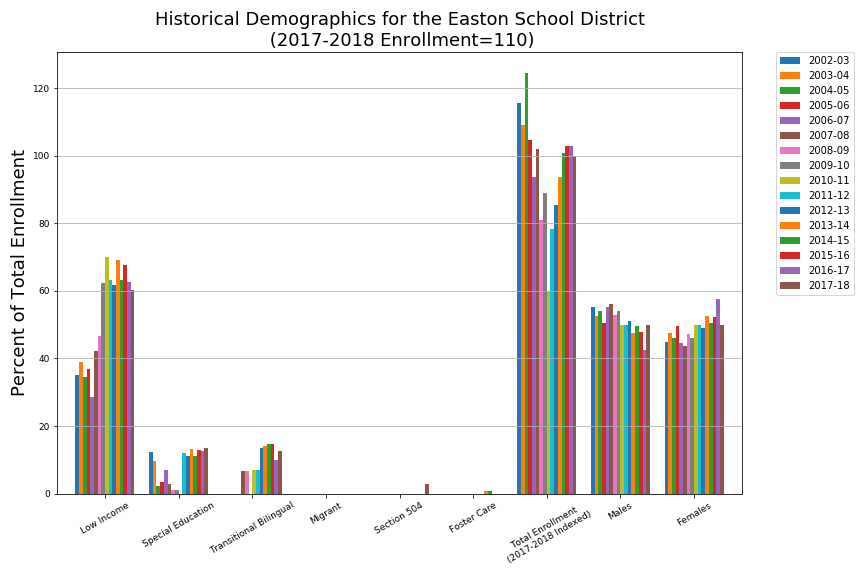 Historical Demographics for the Easton School District
(2017-2018 Enrollment=110)
Percent of Total Enrollment
120
100
80
60
40
20
0
Low Income
Special Education
Transitional Bilingual
Migrant
Section 504
Foster Care
Total Enrollment
(2017-2018 Indexed)
Males
Females
2002-03
2003-04
2004-05
2005-06
2006-07
2007-08
2008-09
2009-10
2010-11
2011-12
2012-13
2013-14
2014-15
2015-16
2016-17
2017-18